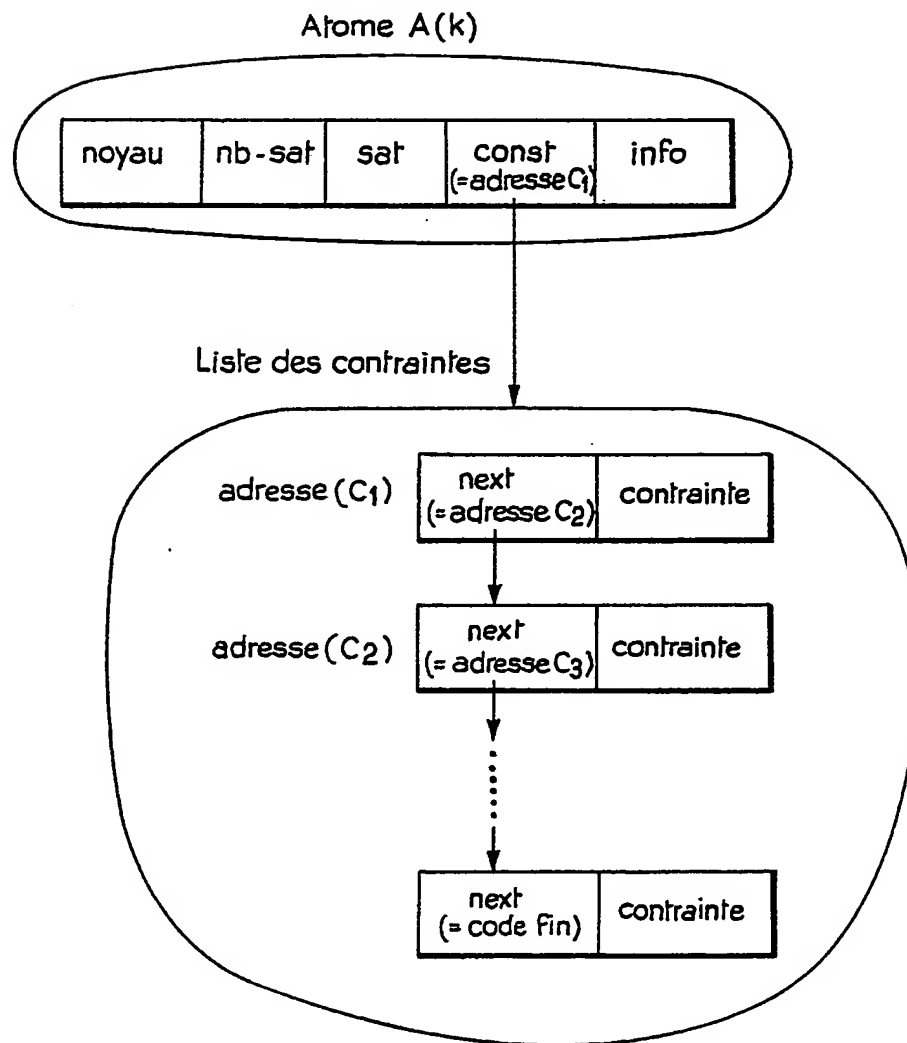 Atome A(k)
noyau nb-sat sat const info
(=adresse C1)
Liste des contraintes
adresse (C1) next contrainte
(=adresse C2)
adresse (C2) next contrainte
(= adresse C3)
next contrainte
(= code fin)